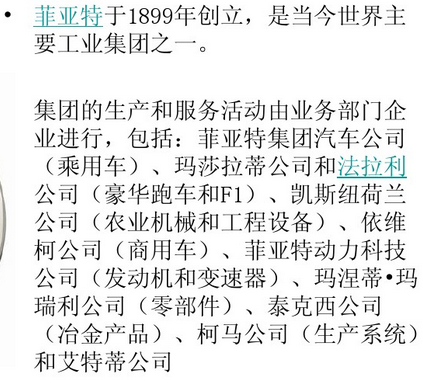 • 菲亚特于1899年创立，是当今世界主
要工业集团之一。
集团的生产和服务活动由业务部门企
业进行，包括：菲亚特集团汽车公司
（乘用车）、玛莎拉蒂公司和法拉利
公司（豪华跑车和F1）、凯斯纽荷兰
公司（农业机械和工程设备）、依维
柯公司（商用车）、菲亚特动力科技
公司（发动机和变速器）、玛涅蒂•玛
瑞利公司（零部件）、泰克西公司
（冶金产品）、柯马公司（生产系统）
和艾特蒂公司